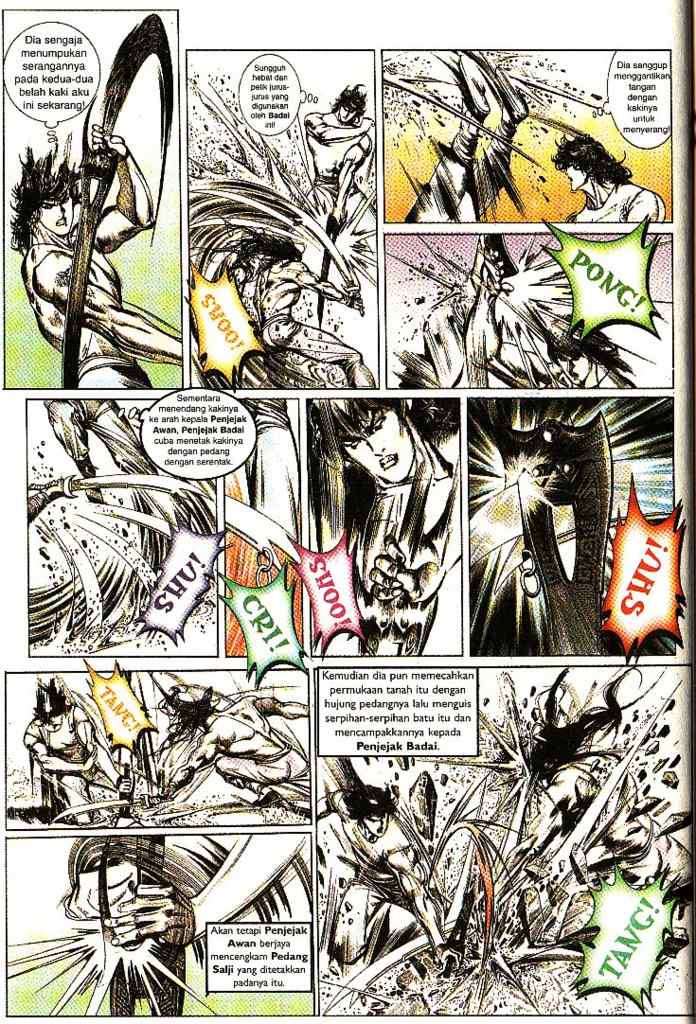 Dia sengaja
menumpukan
serangannya
pada kedua-dua
belah kaki aku
ini sekarang!
Sungguh
hebat dan
pelik jurus-
jurus yang
digunakan
oleh Badai
ini!
SHOO!
Dia sanggup
menggantikan
tangan
dengan
kakinya
untuk
menyerang!
PONG!
Sementara
menendang kakinya
ke arah kepala Penjejak
Awan, Penjejak Badai
cuba menetak kakinya
dengan pedang
dengan serentak.
SHU!
CRI!
SHOO!
SHU!
TANG!
Kemudian dia pun memecahkan
permukaan tanah itu dengan
hujung pedangnya lalu menguis
serpihan-serpihan batu itu dan
mencampakkannya kepada
Penjejak Badai.
Akan tetapi Penjejak
Awan berjaya
mencengkam Pedang
Salji yang ditetakkan
padanya itu.
TANG!